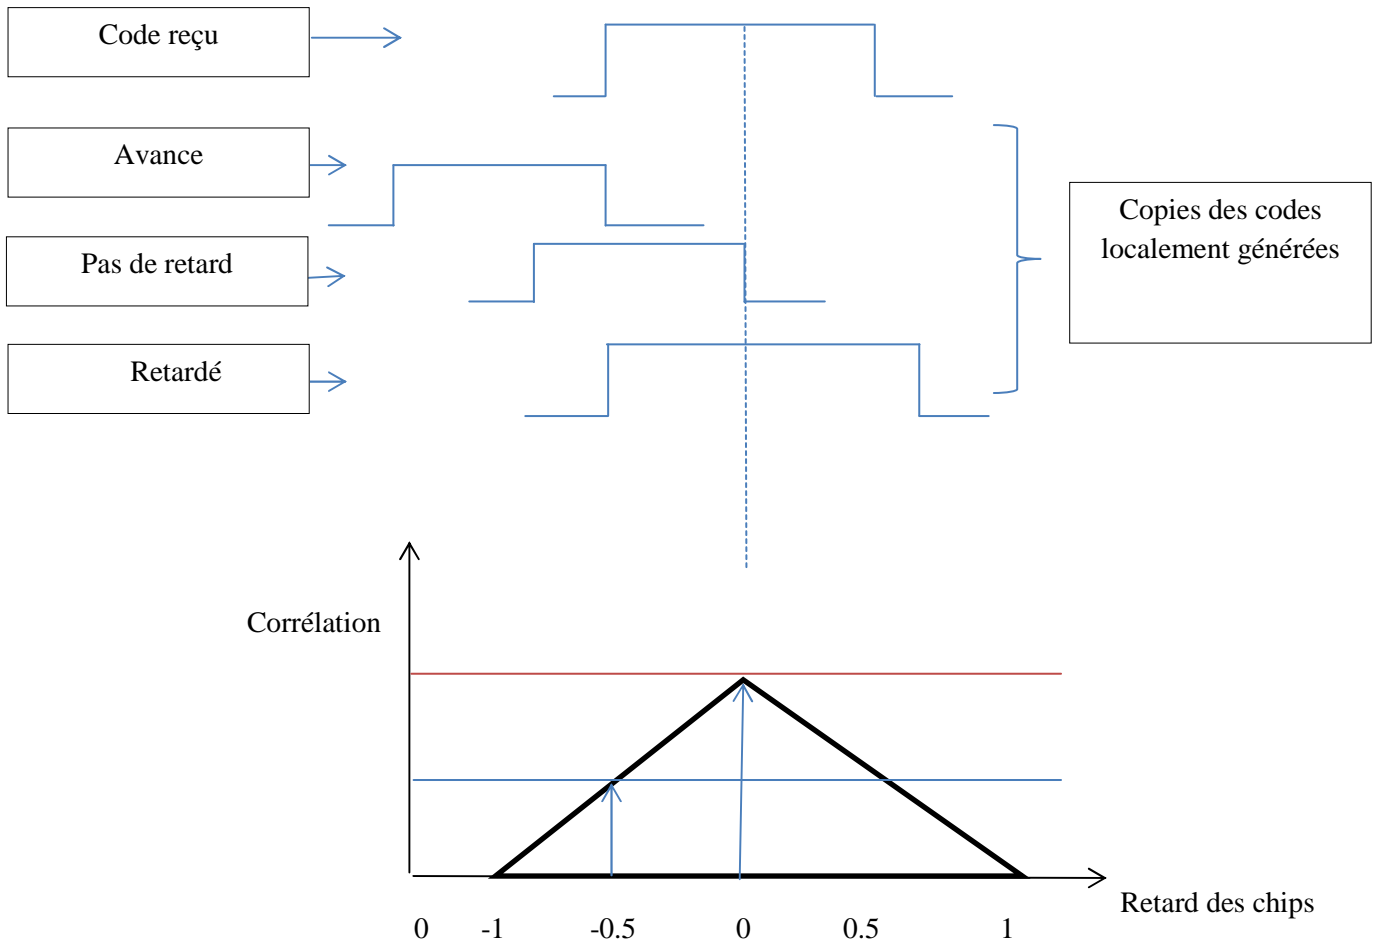 Code reçu
Avance
Pas de retard
Retardé
Copies des codes
localement générées
Corrélation
Retard des chips
0 -1 -0.5 0 0.5 1